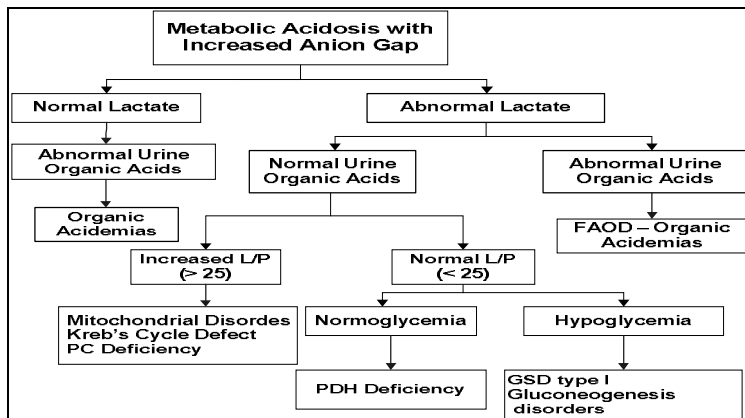 Metabolic Acidosis with
Increased Anion Gap
Normal Lactate
Abnormal Lactate
Abnormal Urine
Organic Acids
Normal Urine
Organic Acids
Abnormal Urine
Organic Acids
Organic
Acidemias
FAOD – Organic
Acidemias
Increased L/P
(> 25)
Normal L/P
(< 25)
Mitochondrial Disordes
Kreb's Cycle Defect
PC Deficiency
Normoglycemia
Hypoglycemia
PDH Deficiency
GSD type I
Gluconeogenesis
disorders